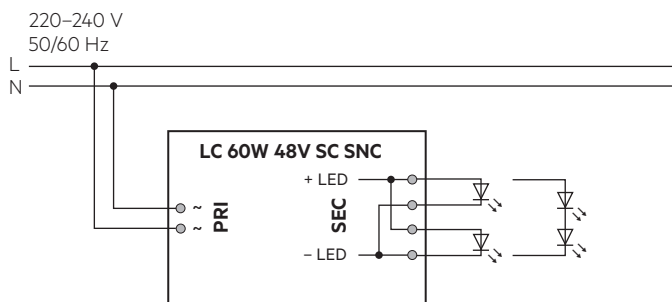 220–240 V
50/60 Hz
L
N
LC 60W 48V SC SNC
+ LED
~
PRI
SEC
~
– LED